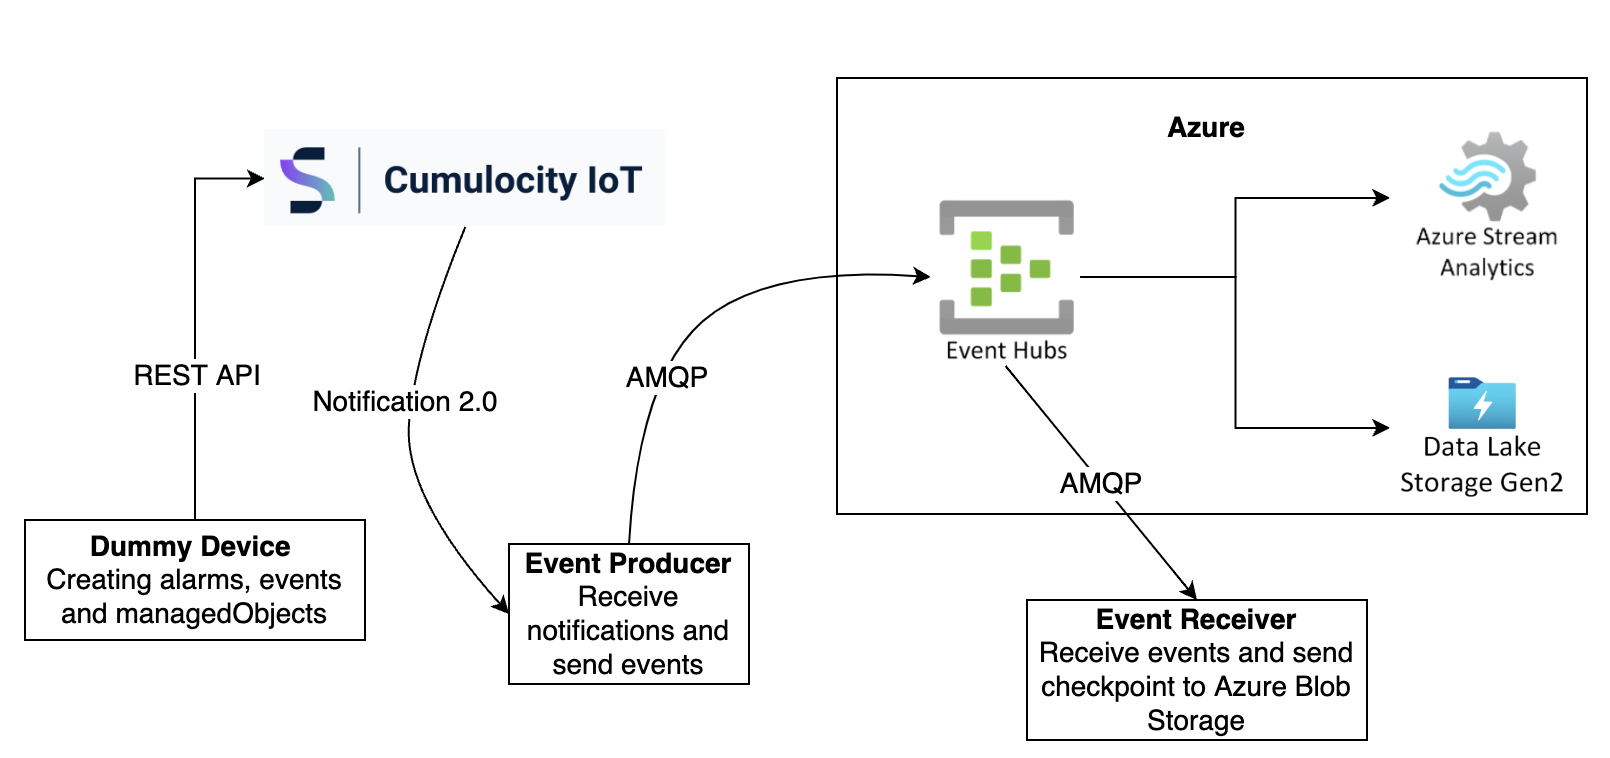 Azure
Cumulocity IoT
Azure Stream
Analytics
Event Hubs
REST API
Notification 2.0
AMQP
Data Lake
Storage Gen2
AMQP
Dummy Device
Creating alarms, events
and managedObjects
Event Producer
Receive
notifications and
send events
Event Receiver
Receive events and send
checkpoint to Azure Blob
Storage